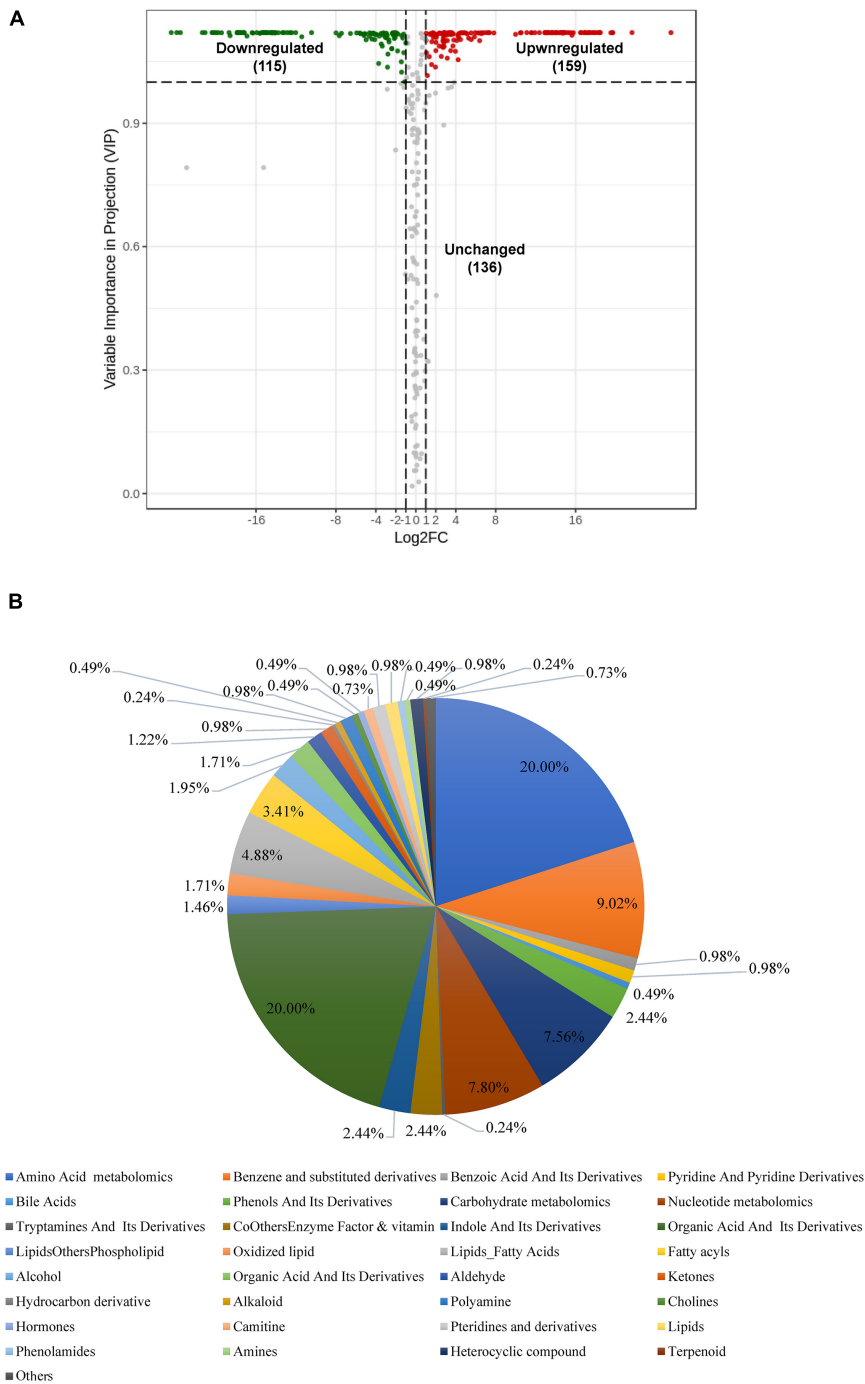 A
Downregulated
(115)
Upwnregulated
(159)
Unchanged
(136)
Variable Importance in Projection (VIP)
0.9
0.6
0.3
0.0
-16 -8 -4 -2 -1 0 1 2 4 8 16
Log2FC
B
0.49% 0.98% 0.98% 0.49% 0.98% 0.24% 0.73%
0.49%
0.24% 0.98% 0.49% 0.73% 0.49%
1.22% 0.98%
1.71%
1.95%
3.41%
4.88%
1.71%
1.46%
20.00%
9.02%
0.98%
0.98%
0.49%
2.44%
7.56%
7.80%
0.24%
2.44%
2.44%
20.00%
Amino Acid metabolomics Benzene and substituted derivatives Benzoic Acid And Its Derivatives Pyridine And Pyridine Derivatives
Bile Acids Phenols And Its Derivatives Carbohydrate metabolomics Nucleotide metabolomics
Tryptamines And Its Derivatives CoOthersEnzyme Factor & vitamin Indole And Its Derivatives Organic Acid And Its Derivatives
LipidsOthersPhospholipid Oxidized lipid Lipids_Fatty Acids Fatty acyls
Alcohol Organic Acid And Its Derivatives Aldehyde Ketones
Hydrocarbon derivative Alkaloid Polyamine Cholines
Hormones Camitine Pteridines and derivatives Lipids
Phenolamides Amines Heterocyclic compound Terpenoid
Others